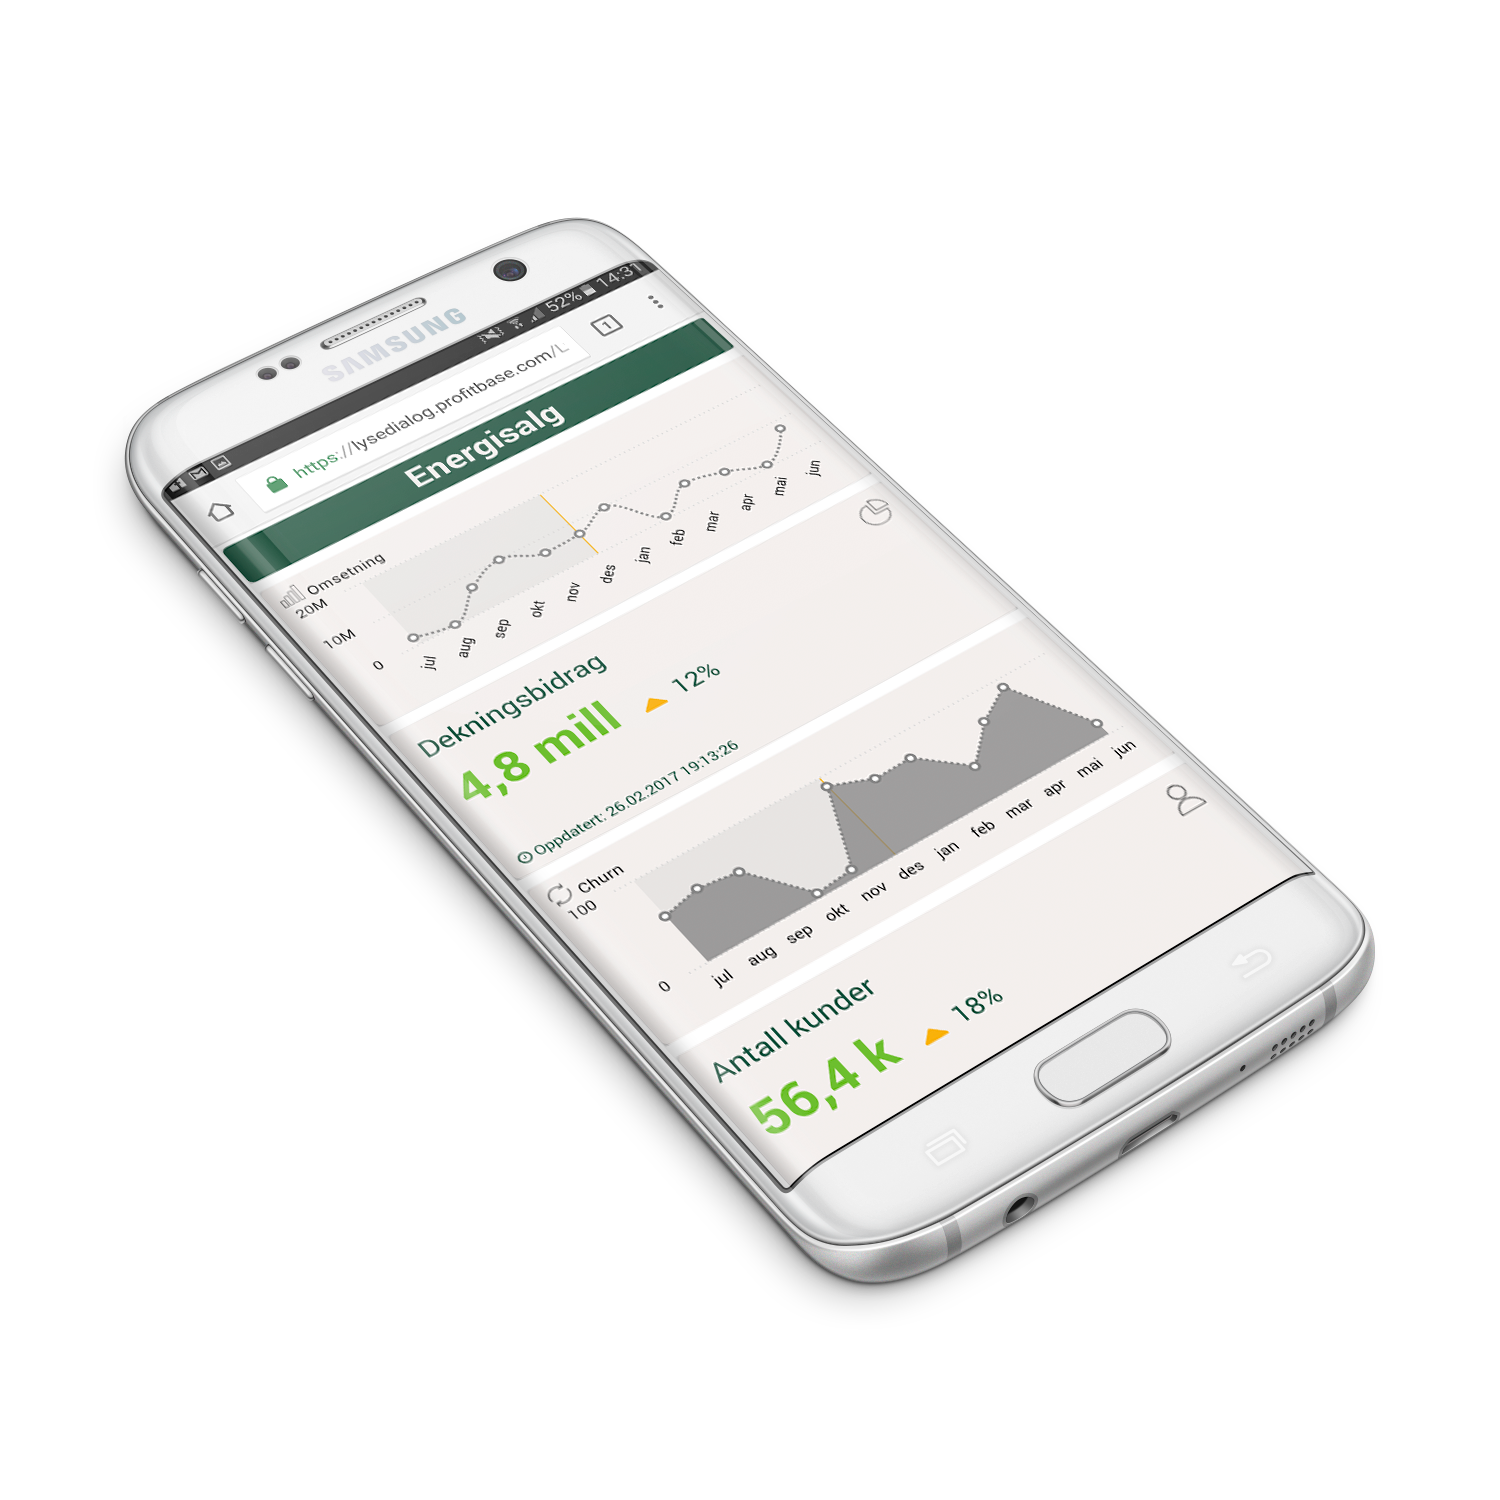 SAMSUNG
52% 14:31
https://lysedialog.profitbase.com/L
1
Energisalg
Omsetning
20M
10M
0
jul aug sep okt nov des jan feb mar apr mai jun
Dekningsbidrag
4,8 mill 12%
Oppdatert: 26.02.2017 19:13:26
Churn
100
0
jul aug sep okt nov des jan feb mar apr mai jun
Antall kunder
56,4 k 18%